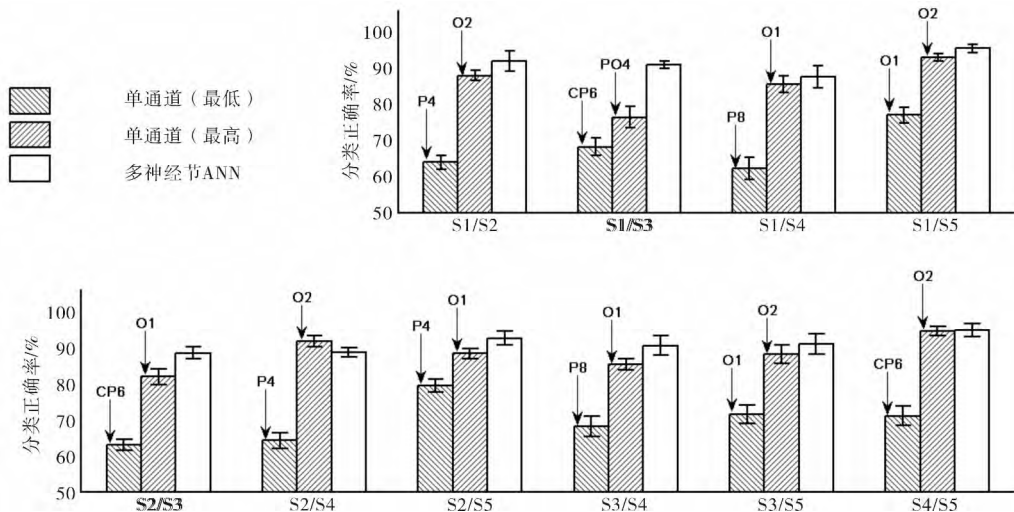 单通道（最低）
单通道（最高）
多神经节ANN
分类正确率/%
100
90
80
70
60
50
P4
O2
CP6
PO4
P8
O1
O1
O2
S1/S2
S1/S3
S1/S4
S1/S5
分类正确率/%
100
90
80
70
60
50
CP6
O1
P4
O2
P4
O1
P8
O1
O1
O2
CP6
O2
S2/S3
S2/S4
S2/S5
S3/S4
S3/S5
S4/S5